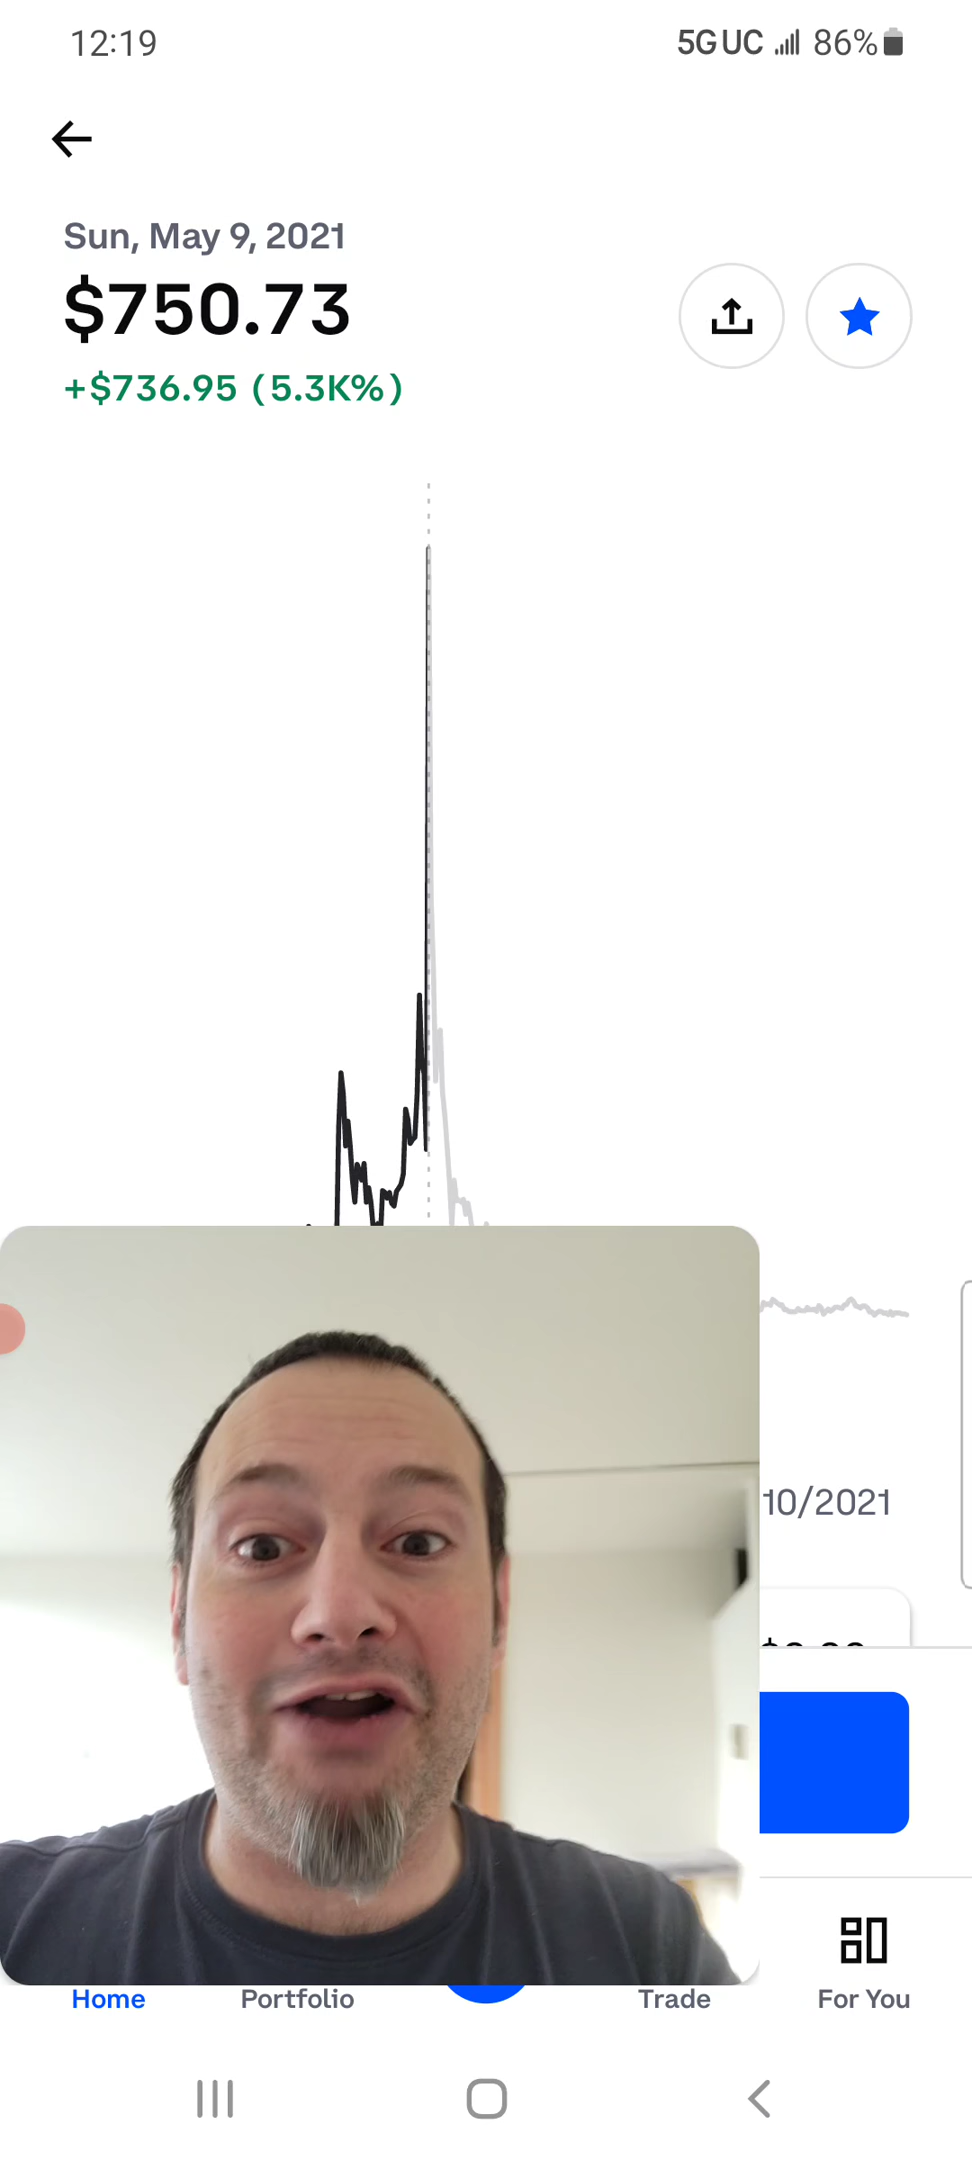 12:19 5G UC 86%
Sun, May 9, 2021
$750.73
+$736.95 (5.3K%)
10/2021
Home Portfolio Trade For You